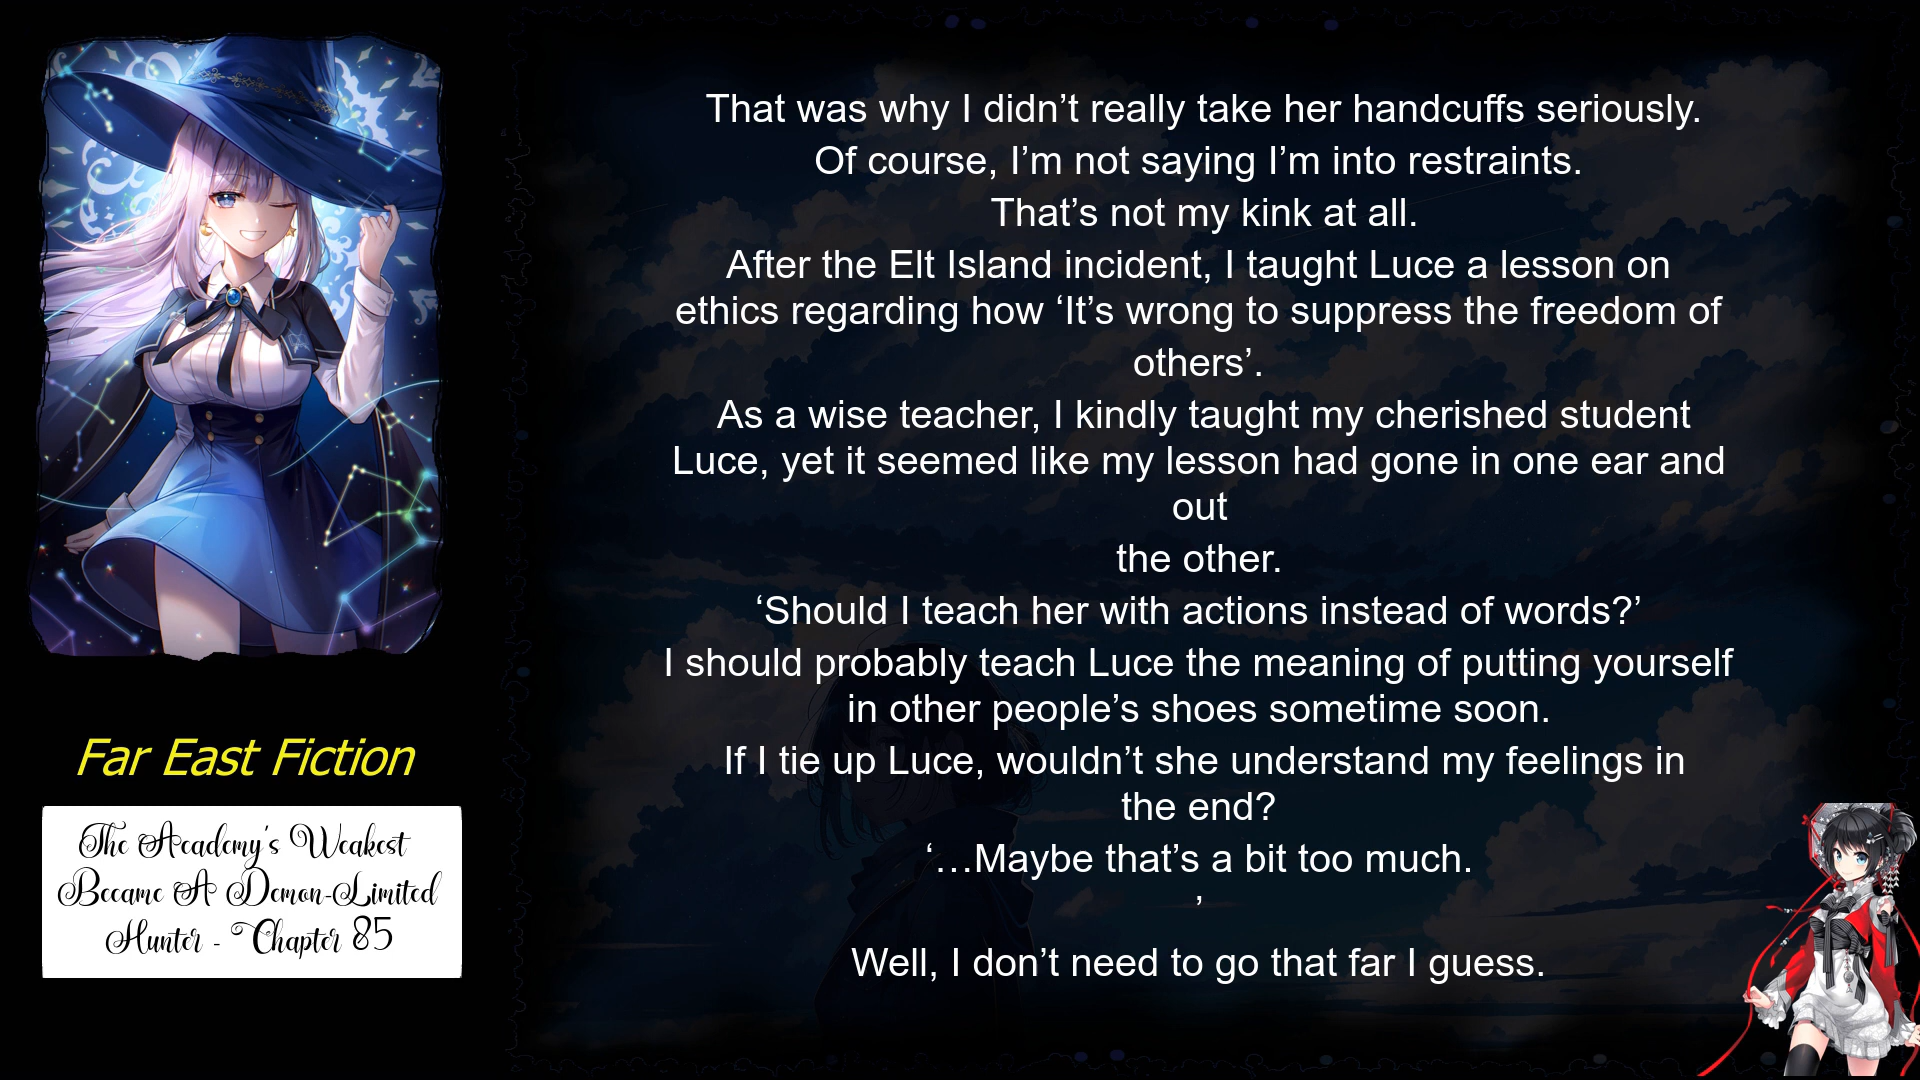 That was why I didn’t really take her handcuffs seriously.
Of course, I’m not saying I’m into restraints.
That’s not my kink at all.
After the Elt Island incident, I taught Luce a lesson on
ethics regarding how ‘It’s wrong to suppress the freedom of
others’.
As a wise teacher, I kindly taught my cherished student
Luce, yet it seemed like my lesson had gone in one ear and
out
the other.
‘Should I teach her with actions instead of words?’
I should probably teach Luce the meaning of putting yourself
in other people’s shoes sometime soon.
If I tie up Luce, wouldn’t she understand my feelings in
the end?
‘…Maybe that’s a bit too much.
’
Well, I don’t need to go that far I guess.
Far East Fiction
The Academy's Weakest
Became A Demon-Limited
Hunter - Chapter 85